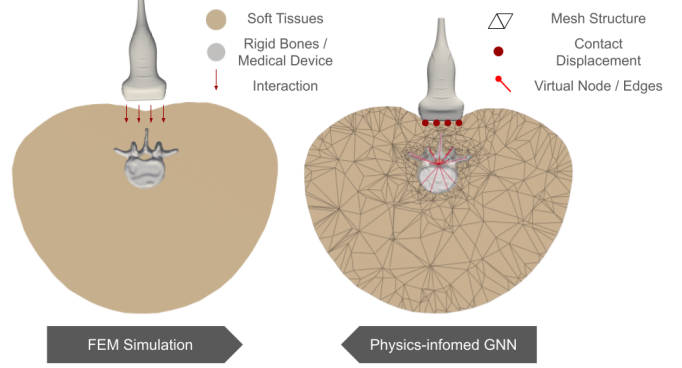 Soft Tissues
Rigid Bones /
Medical Device
Interaction
Mesh Structure
Contact
Displacement
Virtual Node / Edges
FEM Simulation
Physics-infomed GNN